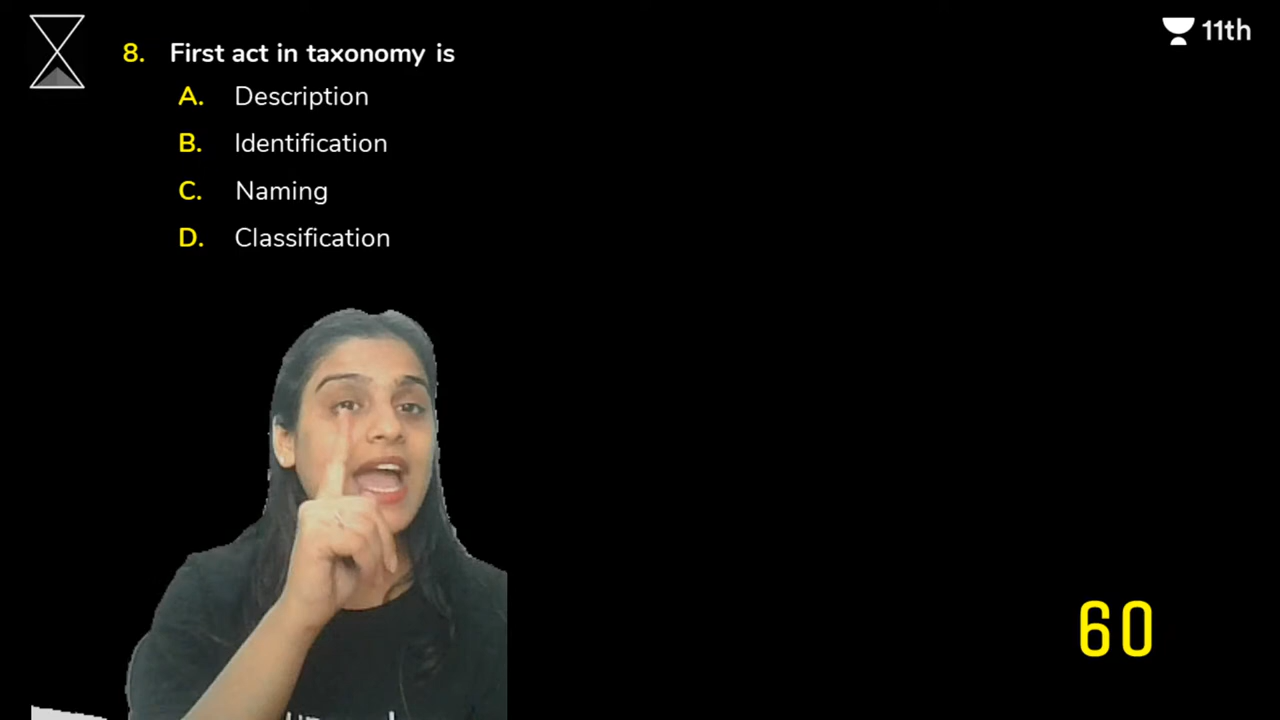 11th
8. First act in taxonomy is
A. Description
B. Identification
C. Naming
D. Classification
60